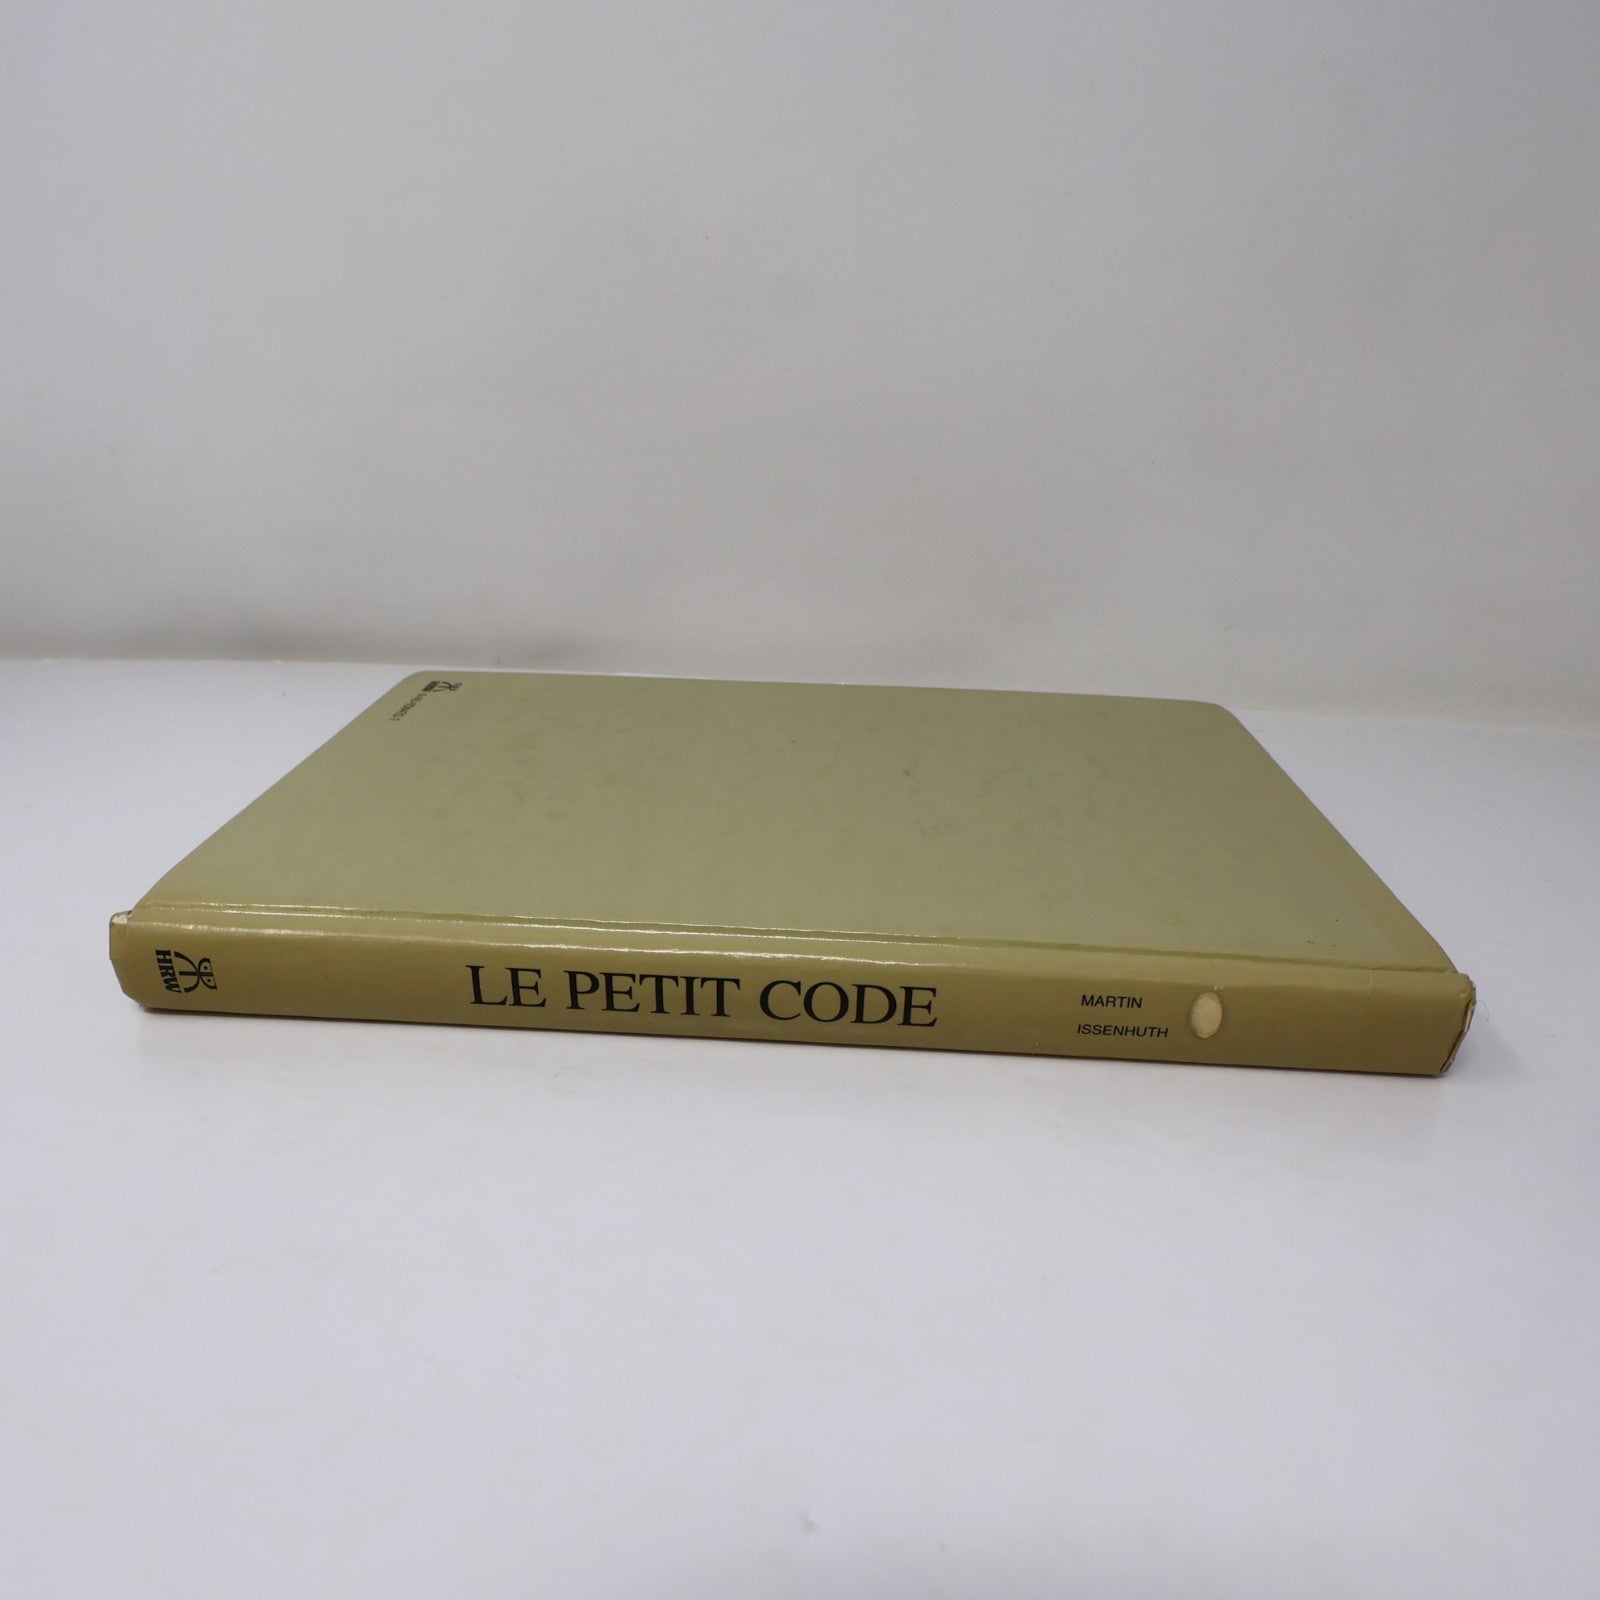 HRW
LE PETIT CODE
MARTIN
ISSENHUTH